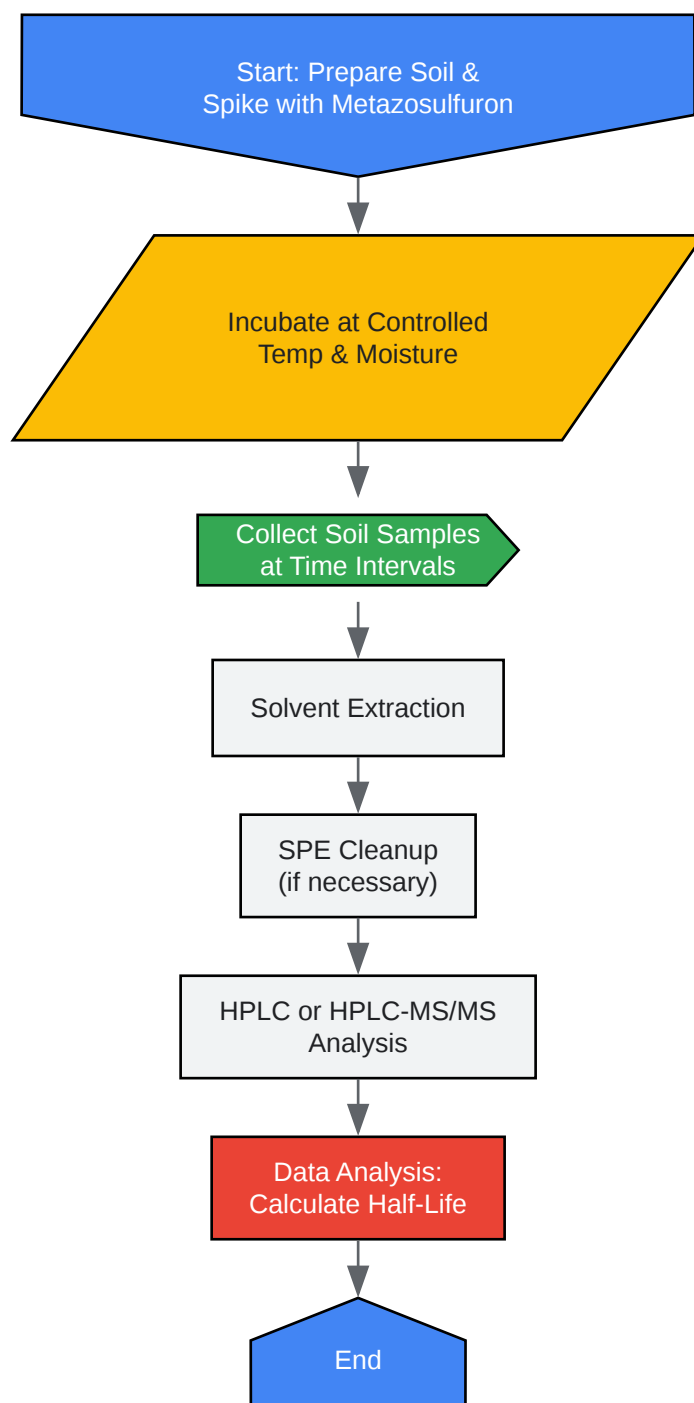 Start: Prepare Soil &
Spike with Metazosulfuron
Incubate at Controlled
Temp & Moisture
Collect Soil Samples
at Time Intervals
Solvent Extraction
SPE Cleanup
(if necessary)
HPLC or HPLC-MS/MS
Analysis
Data Analysis:
Calculate Half-Life
End